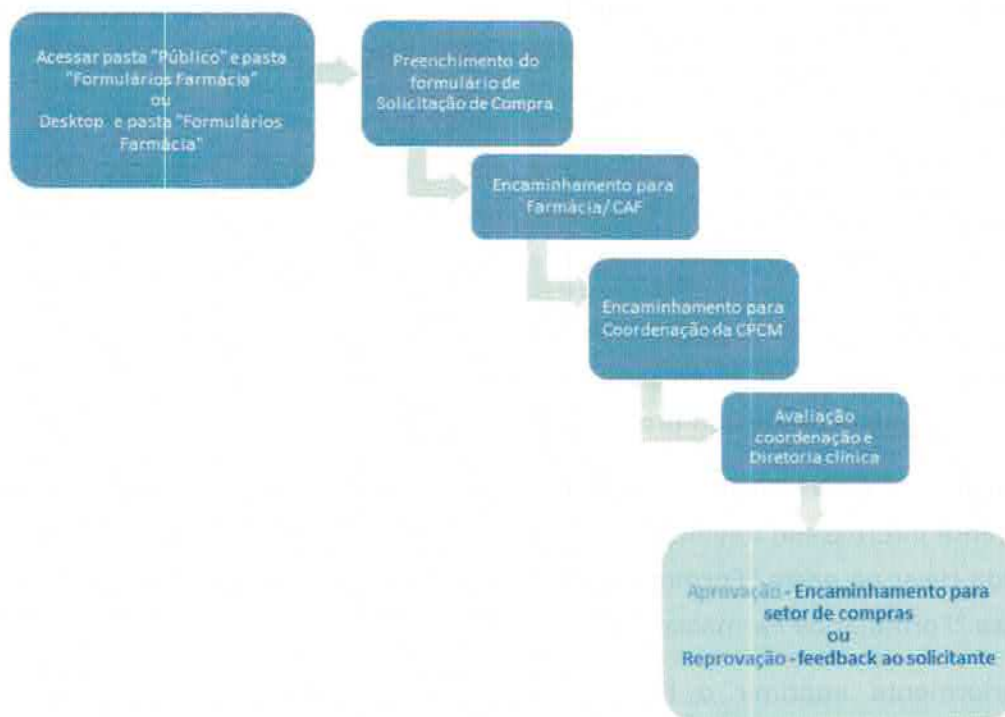 Acessar pasta "Público" e pasta
"Formulários Farmácia"
ou
Desktop e pasta "Formulários
Farmácia"
Preenchimento do
formulário de
Solicitação de Compra
Encaminhamento para
Farmácia/ CAF
Encaminhamento para
Coordenação da CPCM
Avaliação
coordenação e
Diretoria clínica
Aprovação - Encaminhamento para
setor de compras
ou
Reprovação - feedback ao solicitante